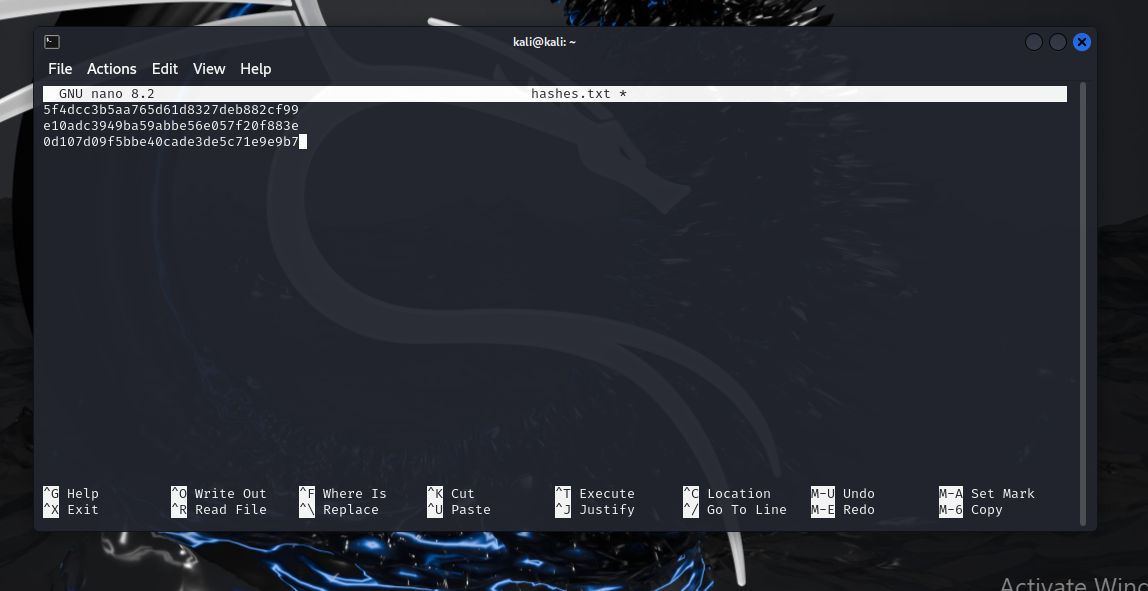 kali@kali: ~
File Actions Edit View Help
GNU nano 8.2 hashes.txt *
5f4dcc3b5aa765d61d8327deb882cf99
e10adc3949ba59abbe56e057f20f883e
0d107d09f5bbe40cade3de5c71e9e9b7
^G Help ^O Write Out ^F Where Is ^K Cut ^T Execute ^C Location M-U Undo M-A Set Mark
^X Exit ^R Read File ^\ Replace ^U Paste ^J Justify ^/ Go To Line M-E Redo M-6 Copy
Activate Wind